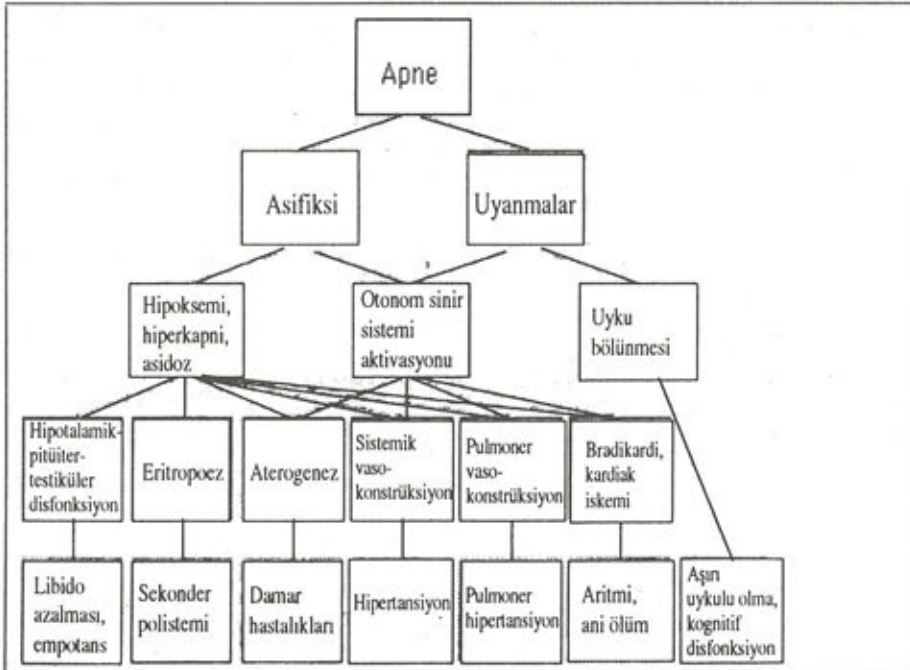 Apne
Asifiksi
Uyanmalar
Hipoksemi,
hiperkapni,
asidoz
Otonom sinir
sistemi
aktivasyonu
Uyku
bölünmesi
Hipotalamik-
pitüiter-
testiküler
disfonksiyon
Eritropoez
Aterogenez
Sistemik
vaso-
konstrüksiyon
Pulmoner
vaso-
konstrüksiyon
Bradikardi,
kardiak
iskemi
Libido
azalması,
empotans
Sekonder
polistemi
Damar
hastalıkları
Hipertansiyon
Pulmoner
hipertansiyon
Aritmi,
ani ölüm
Aşırı
uykulu olma,
kognitif
disfonksiyon